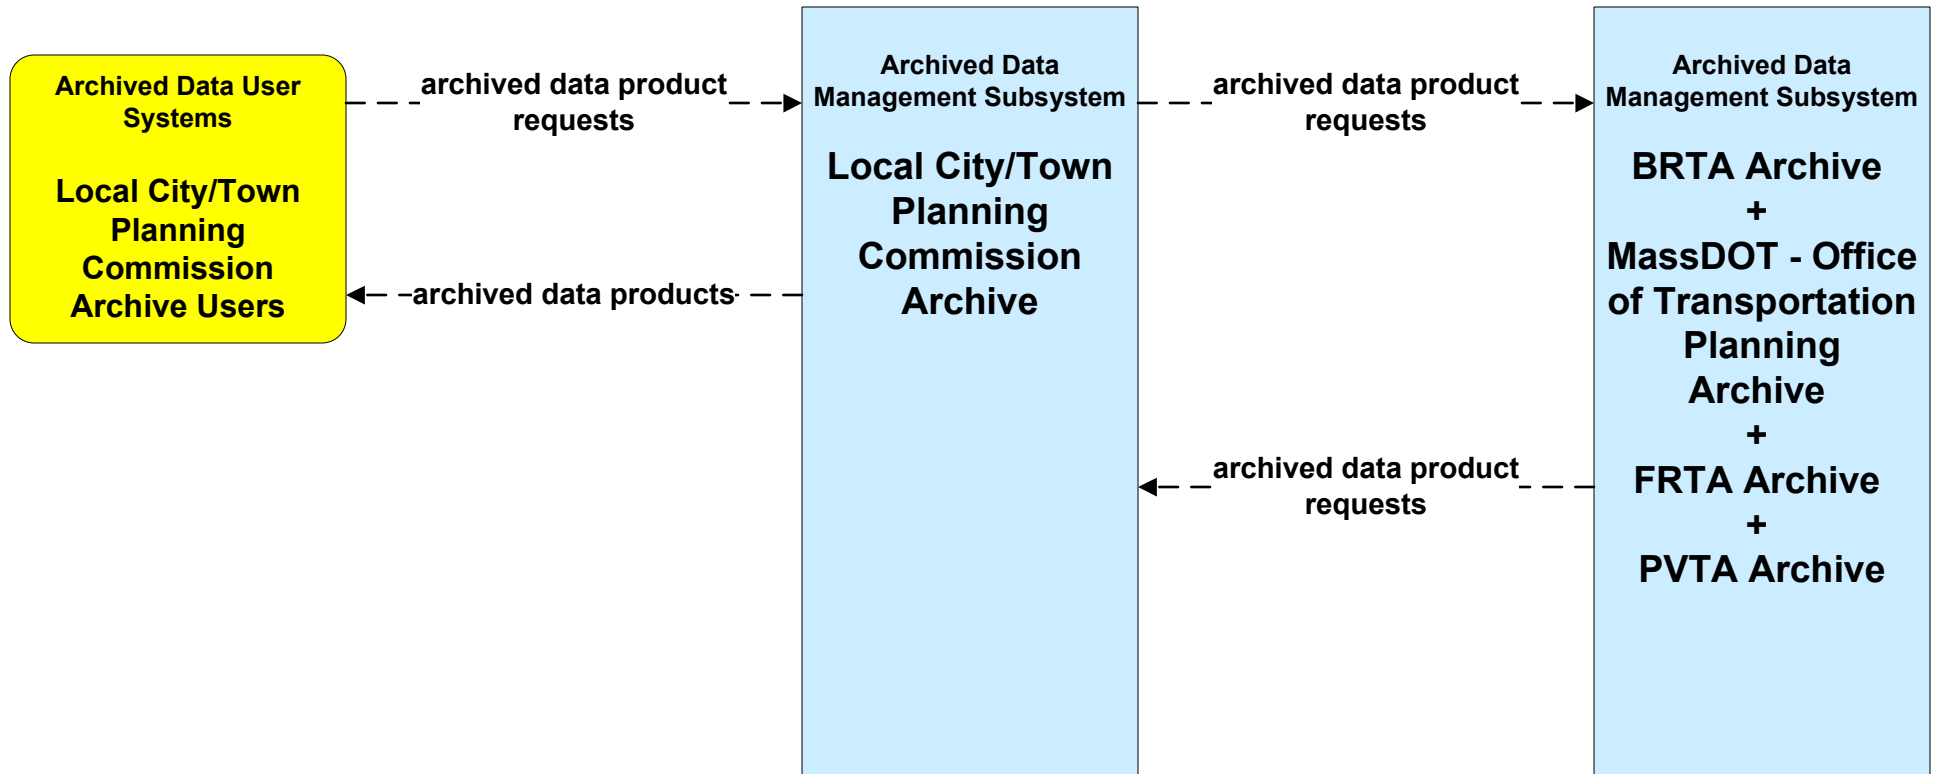 Archived Data User
Systems
Local City/Town
Planning
Commission
Archive Users
archived data product
requests
archived data products
Archived Data
Management Subsystem
Local City/Town
Planning
Commission
Archive
archived data product
requests
archived data product
requests
Archived Data
Management Subsystem
BRTA Archive
+
MassDOT - Office
of Transportation
Planning
Archive
+
FRTA Archive
+
PVTA Archive